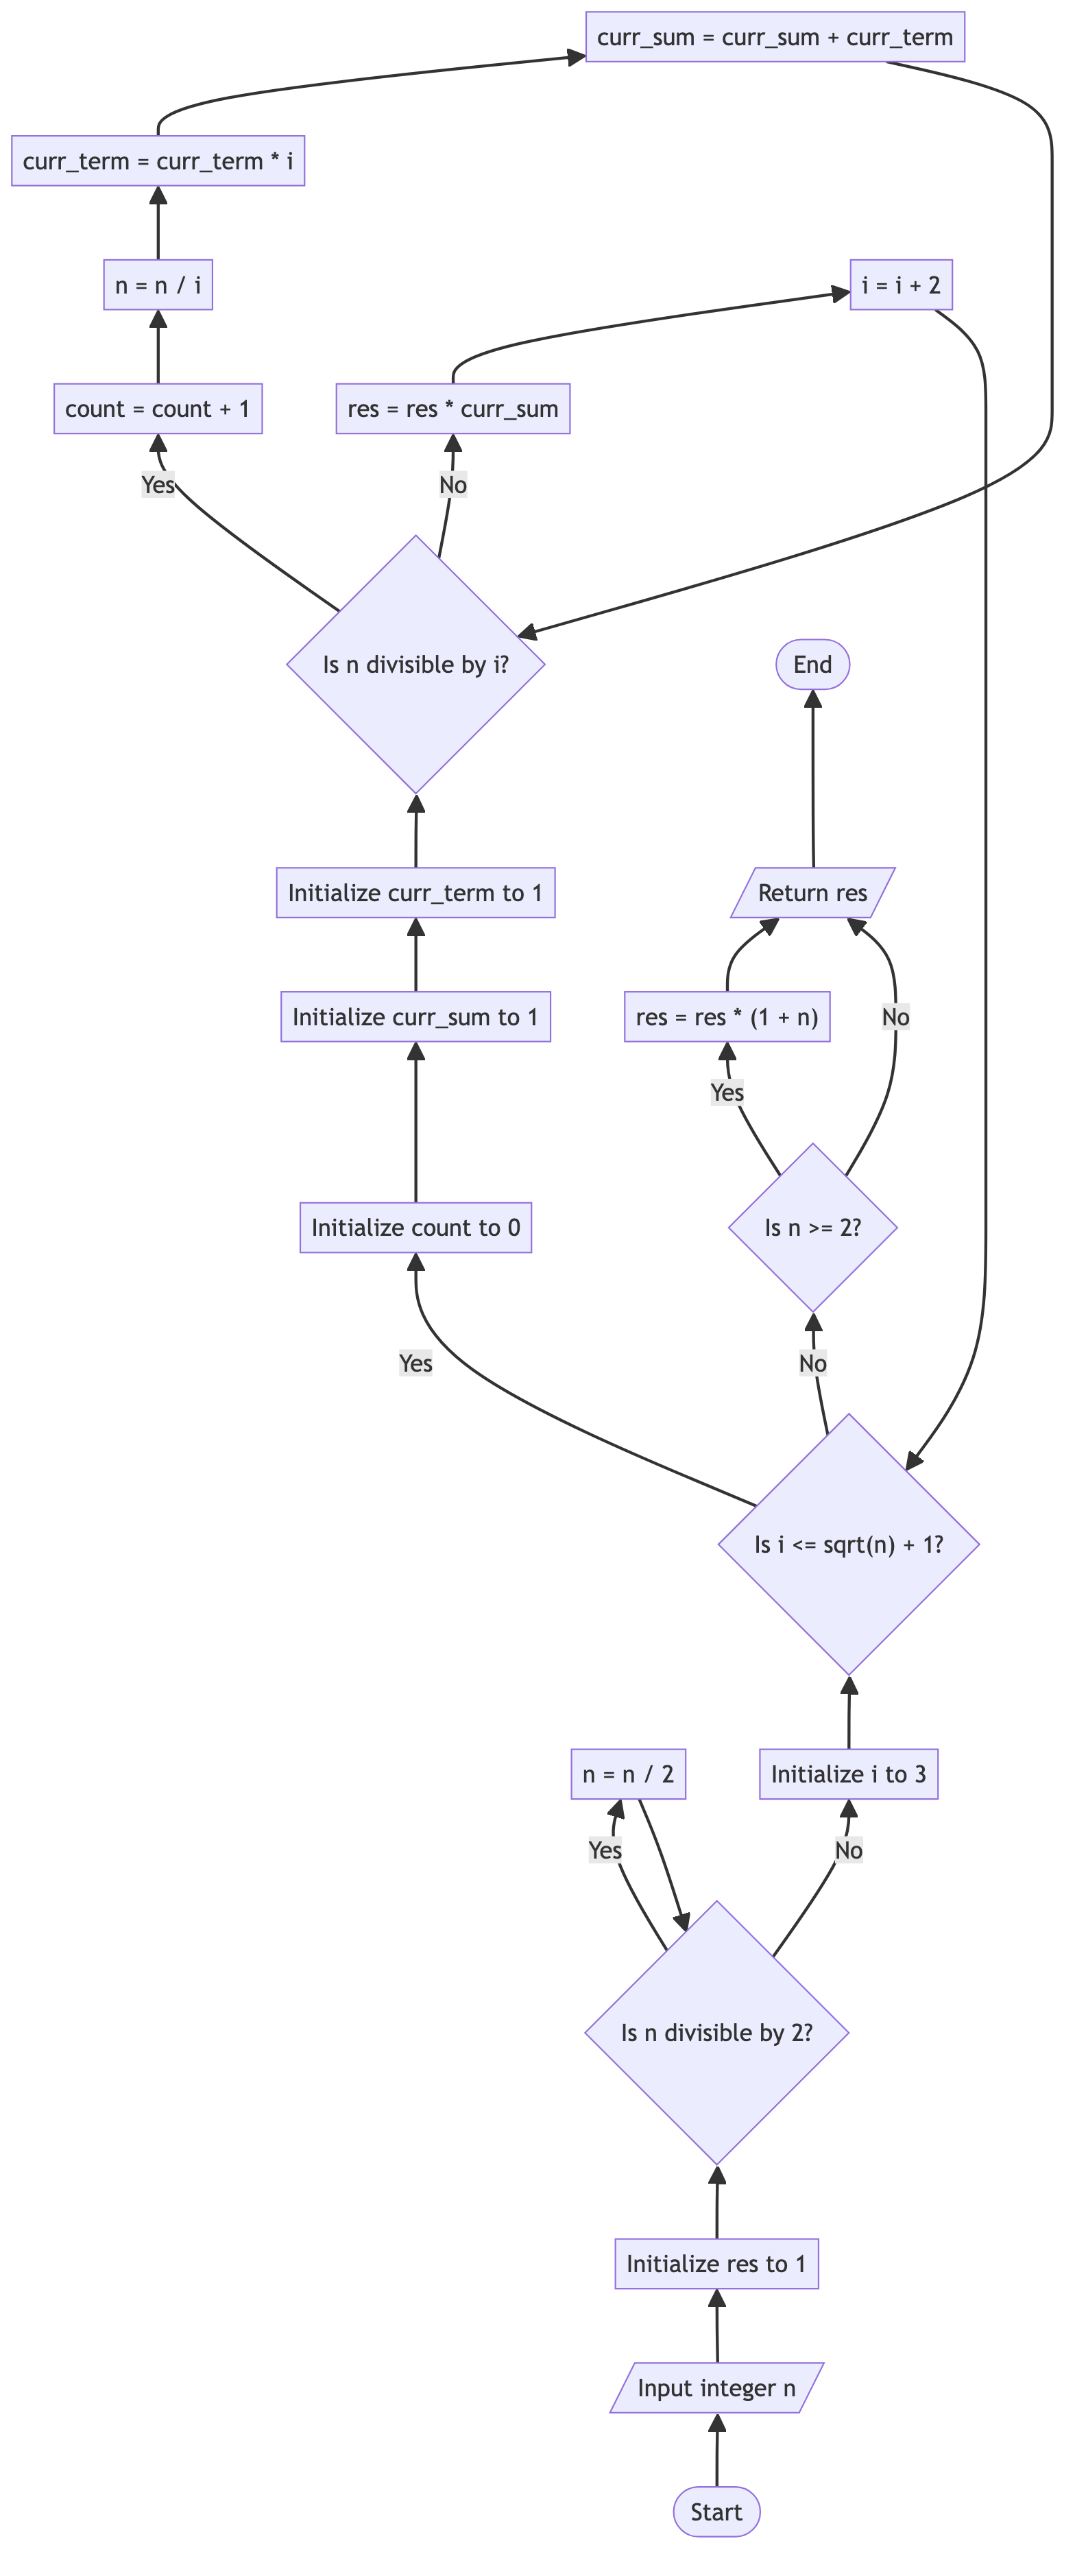 curr_sum = curr_sum + curr_term
curr_term = curr_term * i
n = n / i
i = i + 2
count = count + 1
res = res * curr_sum
Yes
No
Is n divisible by i?
End
Initialize curr_term to 1
Return res
Initialize curr_sum to 1
res = res * (1 + n)
No
Yes
Initialize count to 0
Is n >= 2?
Yes
No
Is i <= sqrt(n) + 1?
n = n / 2
Initialize i to 3
Yes
No
Is n divisible by 2?
Initialize res to 1
Input integer n
Start